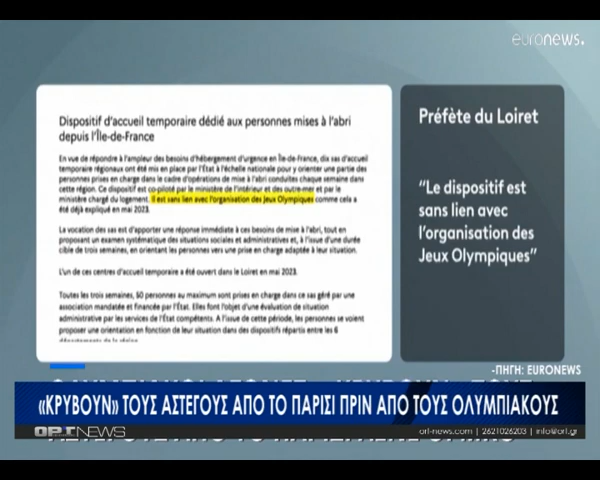 euronews.
Dispositif d'accueil temporaire dédié aux personnes mises à l'abri
depuis l'Île-de-France
En vue de répondre à l'ampleur des besoins d'hébergement d'urgence en Île-de-France, dix sas d'accueil
temporaire régionaux ont été mis en place par l'État à l'échelle nationale pour y orienter une partie des
personnes prises en charge dans le cadre d'opérations de mise à l'abri conduites chaque semaine dans
cette région. Ce dispositif est co-piloté par le ministère de l'intérieur et des outre-mer et par le
ministère chargé du logement. Il est sans lien avec l'organisation des Jeux Olympiques comme cela a
été déjà expliqué en mai 2023.
La vocation des sas est d'apporter une réponse immédiate à ces besoins de mise à l'abri, tout en
proposant un examen systématique des situations sociales et administratives et, à l'issue d'une durée
cible de trois semaines, en orientant les personnes vers une prise en charge adaptée à leur situation.
L'un de ces centres d'accueil temporaire a été ouvert dans le Loiret en mai 2023.
Toutes les trois semaines, 50 personnes au maximum sont prises en charge dans ce sas géré par une
association mandatée et financée par l'État. Elles font l'objet d'une évaluation de situation
administrative par les services de l'État compétents. A l'issue de cette période, les personnes se voient
proposer une orientation en fonction de leur situation dans des dispositifs répartis entre les 6
départements de la région.
Préfète du Loiret
"Le dispositif est
sans lien avec
l'organisation des
Jeux Olympiques"
-ΠΗΓΗ: EURONEWS
«ΚΡΥΒΟΥΝ» ΤΟΥΣ ΑΣΤΕΓΟΥΣ ΑΠΟ ΤΟ ΠΑΡΙΣΙ ΠΡΙΝ ΑΠΟ ΤΟΥΣ ΟΛΥΜΠΙΑΚΟΥΣ
ORT NEWS
ort-news.com | 2621026203 | info@ort.gr